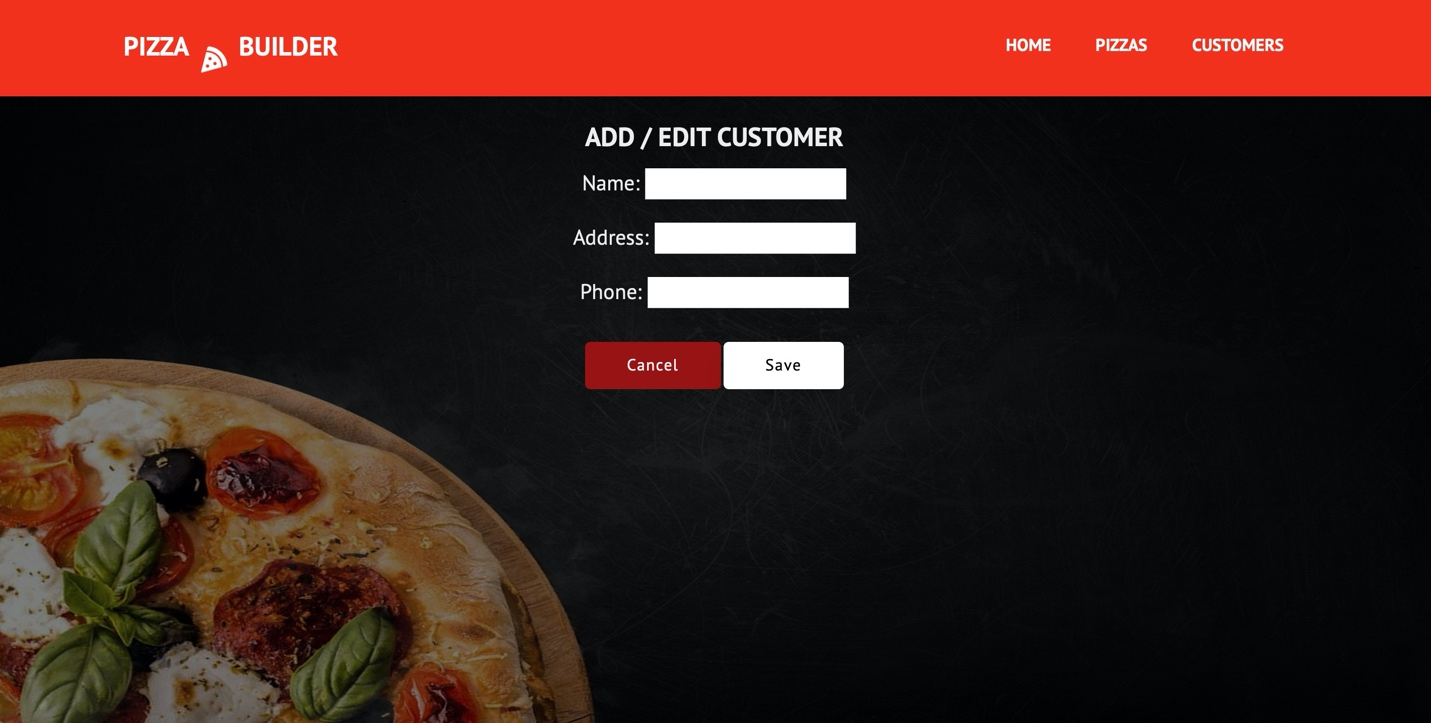 PIZZA BUILDER
HOME PIZZAS CUSTOMERS
ADD / EDIT CUSTOMER
Name:
Address:
Phone:
Cancel Save